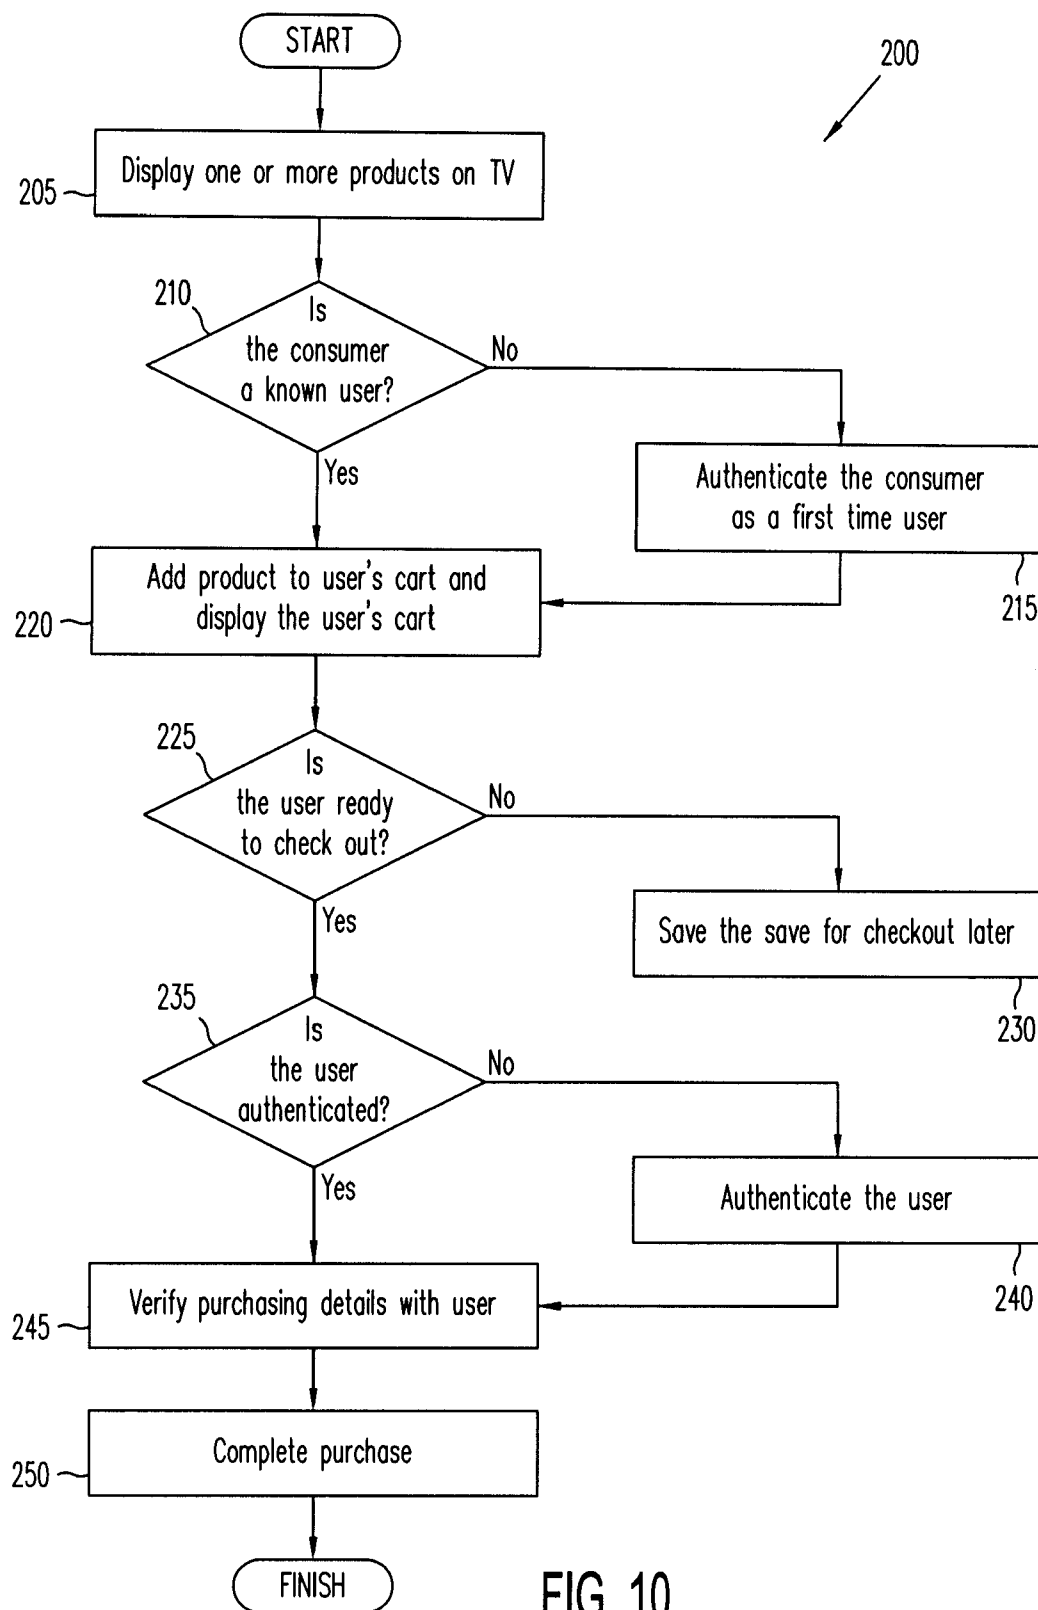 START
200
Display one or more products on TV
205
210
Is
the consumer
a known user?
No
Yes
Authenticate the consumer
as a first time user
215
Add product to user's cart and
display the user's cart
220
225
Is
the user ready
to check out?
No
Yes
Save the save for checkout later
230
235
Is
the user
authenticated?
No
Yes
Authenticate the user
240
Verify purchasing details with user
245
Complete purchase
250
FINISH
FIG. 10